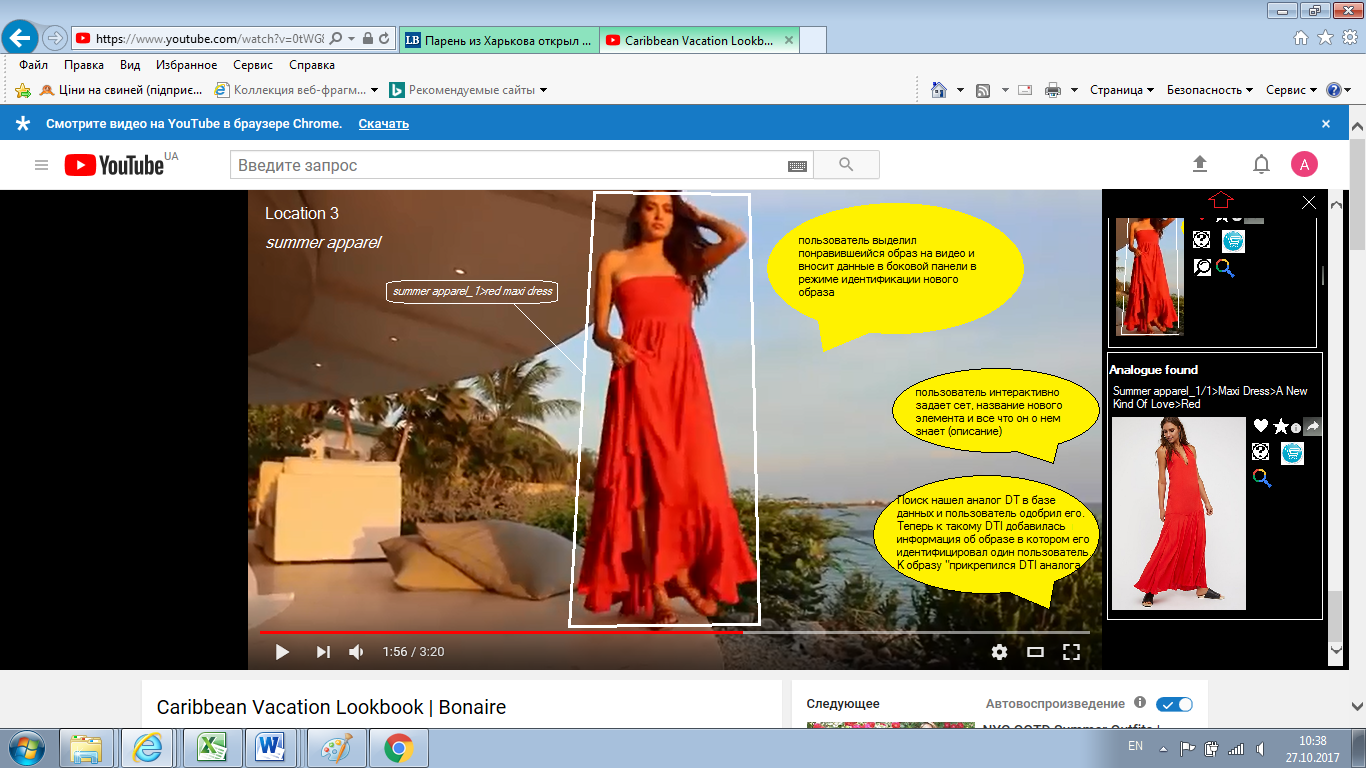 https://www.youtube.com/watch?v=0tWG
LB Парень из Харькова открыл ...
Caribbean Vacation Lookb...
Файл Правка Вид Избранное Сервис Справка
Ціни на свиней (підприє... Коллекция веб-фрагм... Рекомендуемые сайты
Страница Безопасность Сервис
Смотрите видео на YouTube в браузере Chrome. Скачать
YouTube UA
Введите запрос
A
Location 3
summer apparel
summer apparel_1>red maxi dress
пользователь выделил
понравившеийся образ на видео и
вносит данные в боковой панели в
режиме идентификации нового
образа
пользователь интерактивно
задает сет, название нового
элемента и все что он о нем
знает (описание)
Поиск нашел аналог DT в базе
данных и пользователь одобрил его.
Теперь к такому DTI добавилась
информация об образе в котором его
идентифицировал один пользователь.
К образу "прикрепился DTI аналога
Analogue found
Summer apparel_1/1>Maxi Dress>A New
Kind Of Love>Red
1:56 / 3:20
Caribbean Vacation Lookbook | Bonaire
Следующее
Автовоспроизведение
NYC OOTD Summer Outfits |
EN
10:38
27.10.2017